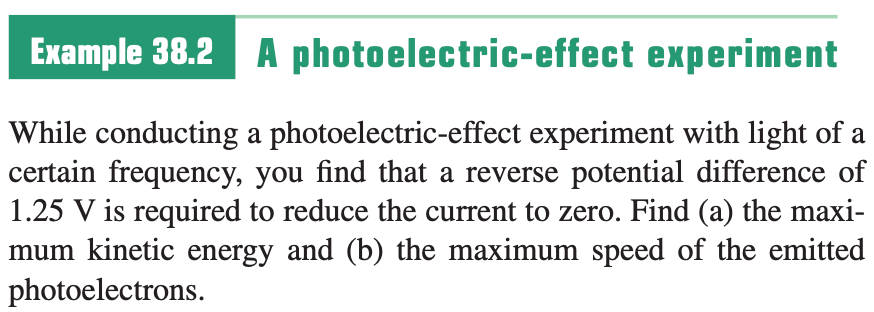 Example 38.2 A photoelectric-effect experiment
While conducting a photoelectric-effect experiment with light of a
certain frequency, you find that a reverse potential difference of
1.25 V is required to reduce the current to zero. Find (a) the maxi-
mum kinetic energy and (b) the maximum speed of the emitted
photoelectrons.